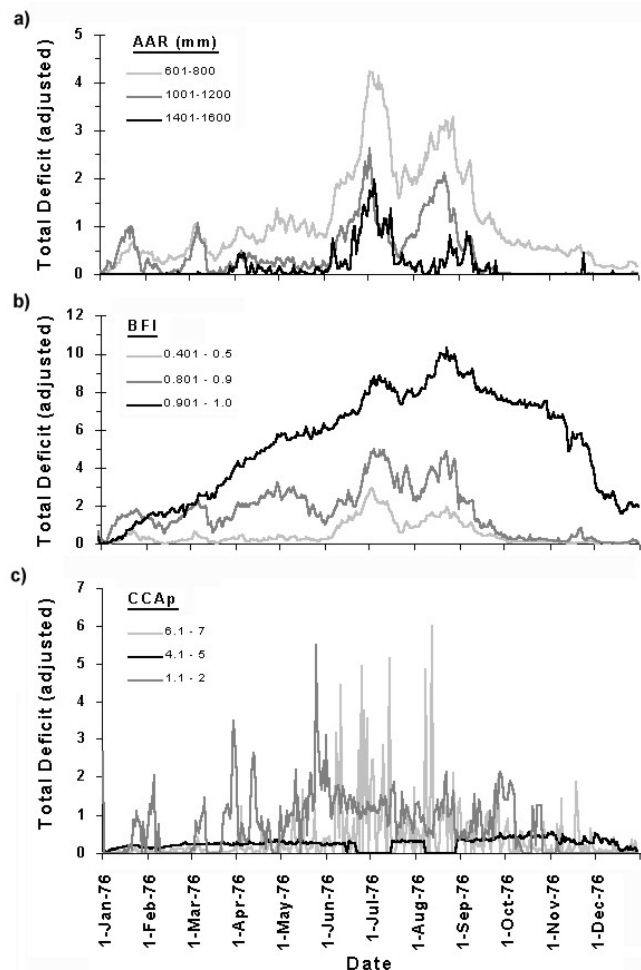 a)
AAR (mm)
601-800
1001-1200
1401-1600
Total Deficit (adjusted)
5
4
3
2
1
0
b)
BFI
0.401 - 0.5
0.801 - 0.9
0.901 - 1.0
Total Deficit (adjusted)
12
10
8
6
4
2
0
c)
CCAp
6.1 - 7
4.1 - 5
1.1 - 2
Total Deficit (adjusted)
7
6
5
4
3
2
1
0
1-Jan-76
1-Feb-76
1-Mar-76
1-Apr-76
1-May-76
1-Jun-76
1-Jul-76
1-Aug-76
1-Sep-76
1-Oct-76
1-Nov-76
1-Dec-76
Date